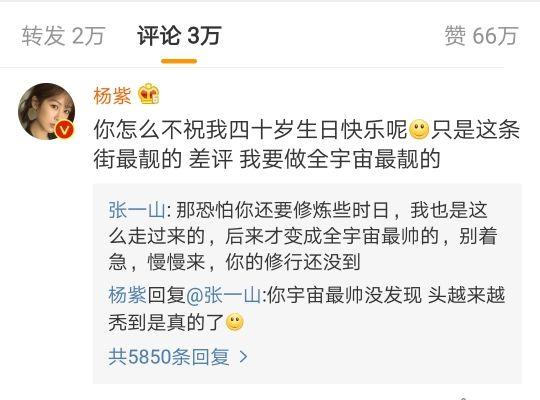 转发 2万 评论 3万 赞 66万
杨紫
你怎么不祝我四十岁生日快乐呢🙂只是这条
街最靓的 差评 我要做全宇宙最靓的
张一山: 那恐怕你还要修炼些时日，我也是这
么走过来的，后来才变成全宇宙最帅的，别着
急，慢慢来，你的修行还没到
杨紫回复@张一山:你宇宙最帅没发现 头越来越
秃到是真的了🙂
共5850条回复 >